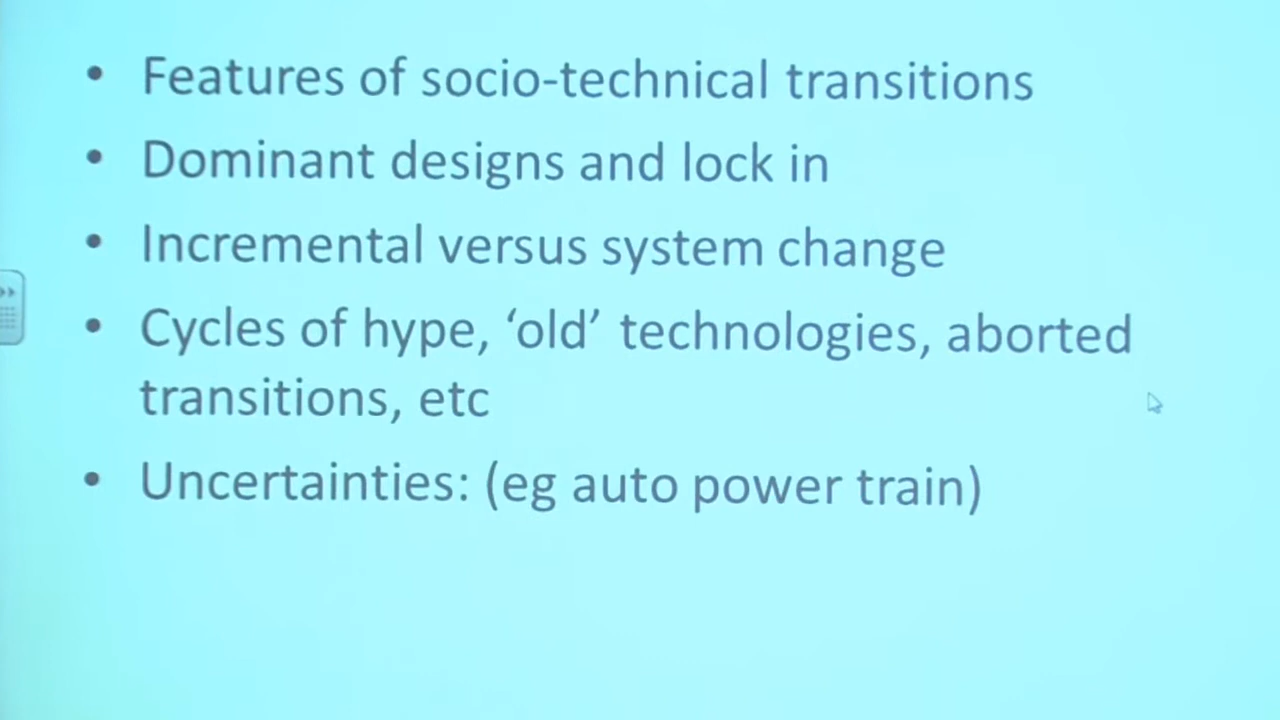 • Features of socio-technical transitions
• Dominant designs and lock in
• Incremental versus system change
• Cycles of hype, ‘old’ technologies, aborted
transitions, etc
• Uncertainties: (eg auto power train)